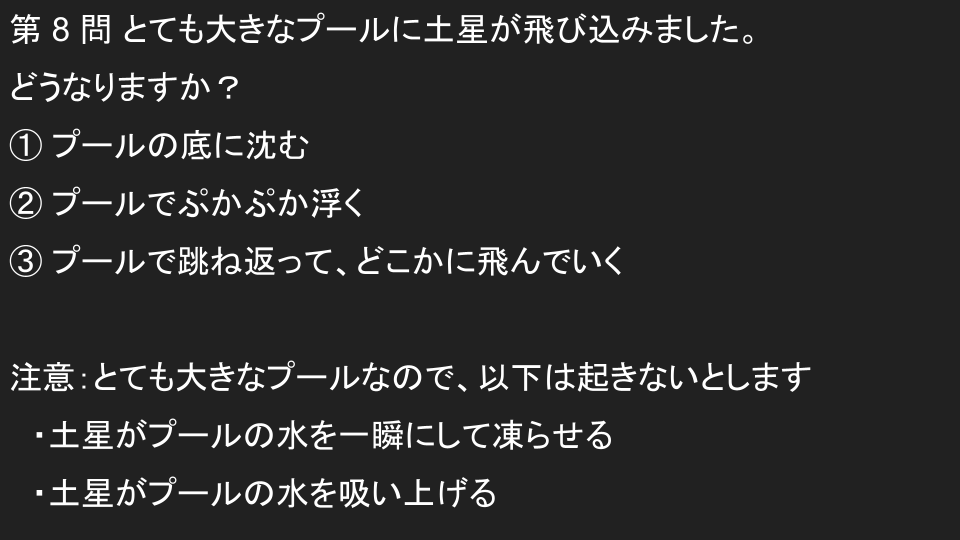 第 8 問 とても大きなプールに土星が飛び込みました。
どうなりますか？
① プールの底に沈む
② プールでぷかぷか浮く
③ プールで跳ね返って、どこかに飛んでいく
注意：とても大きなプールなので、以下は起きないとします
・土星がプールの水を一瞬にして凍らせる
・土星がプールの水を吸い上げる